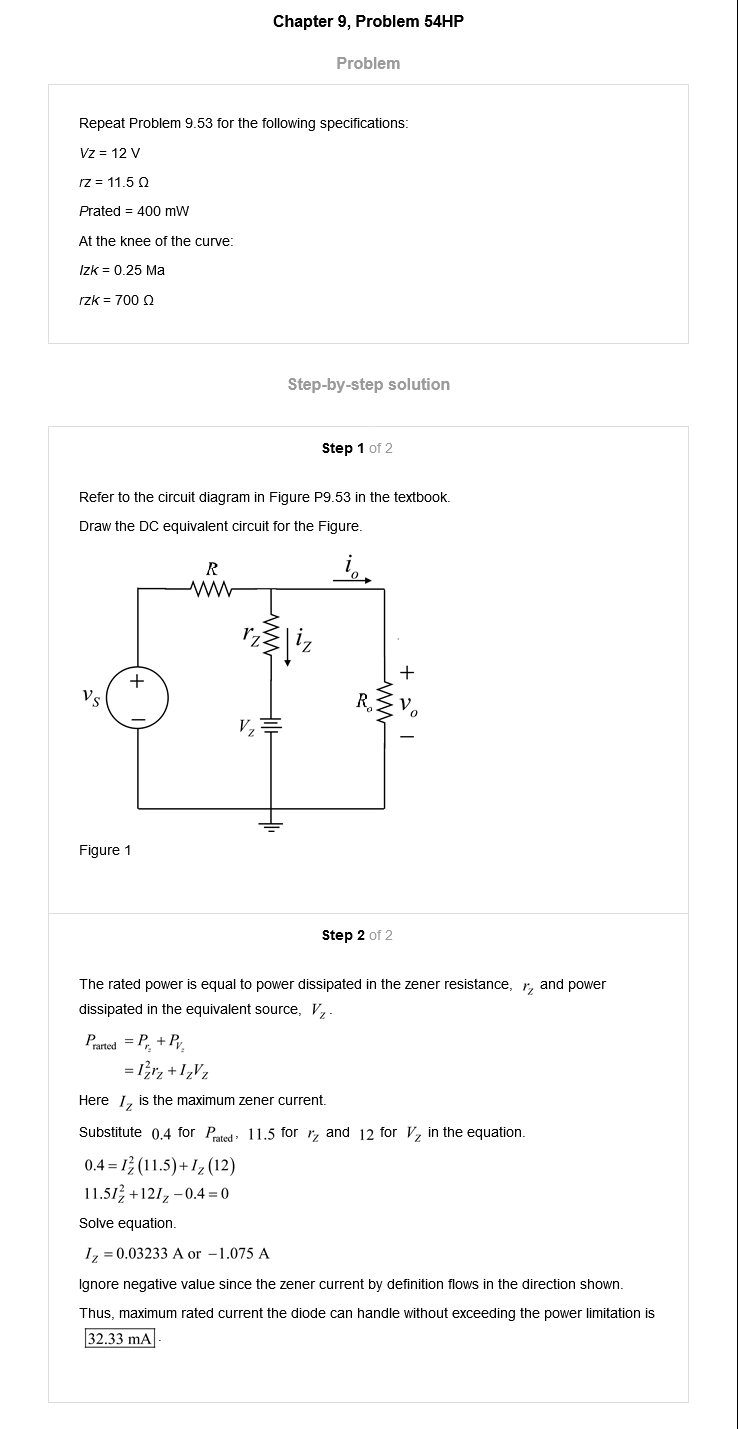 Chapter 9, Problem 54HP
Problem
Repeat Problem 9.53 for the following specifications:
Vz = 12 V
rz = 11.5 Ω
Prated = 400 mW
At the knee of the curve:
Izk = 0.25 Ma
rzk = 700 Ω
Step-by-step solution
Step 1 of 2
Refer to the circuit diagram in Figure P9.53 in the textbook.
Draw the DC equivalent circuit for the Figure.
R
i_o
r_Z
i_Z
+
v_S
−
V_z
R_o
+
v_o
−
Figure 1
Step 2 of 2
The rated power is equal to power dissipated in the zener resistance, r_Z and power
dissipated in the equivalent source, V_Z.
P_rarted = P_{r_z} + P_{V_z}
= I_Z^2 r_Z + I_Z V_Z
Here I_Z is the maximum zener current.
Substitute 0.4 for P_rated, 11.5 for r_Z and 12 for V_Z in the equation.
0.4 = I_Z^2 (11.5) + I_Z (12)
11.5I_Z^2 + 12I_Z − 0.4 = 0
Solve equation.
I_Z = 0.03233 A or −1.075 A
Ignore negative value since the zener current by definition flows in the direction shown.
Thus, maximum rated current the diode can handle without exceeding the power limitation is
32.33 mA.